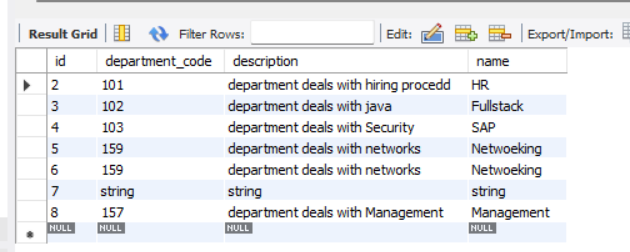 Result Grid Filter Rows: Edit: Export/Import:
id department_code description name
2 101 department deals with hiring procedd HR
3 102 department deals with java Fullstack
4 103 department deals with Security SAP
5 159 department deals with networks Netwoeking
6 159 department deals with networks Netwoeking
7 string string string
8 157 department deals with Management Management
NULL NULL NULL NULL